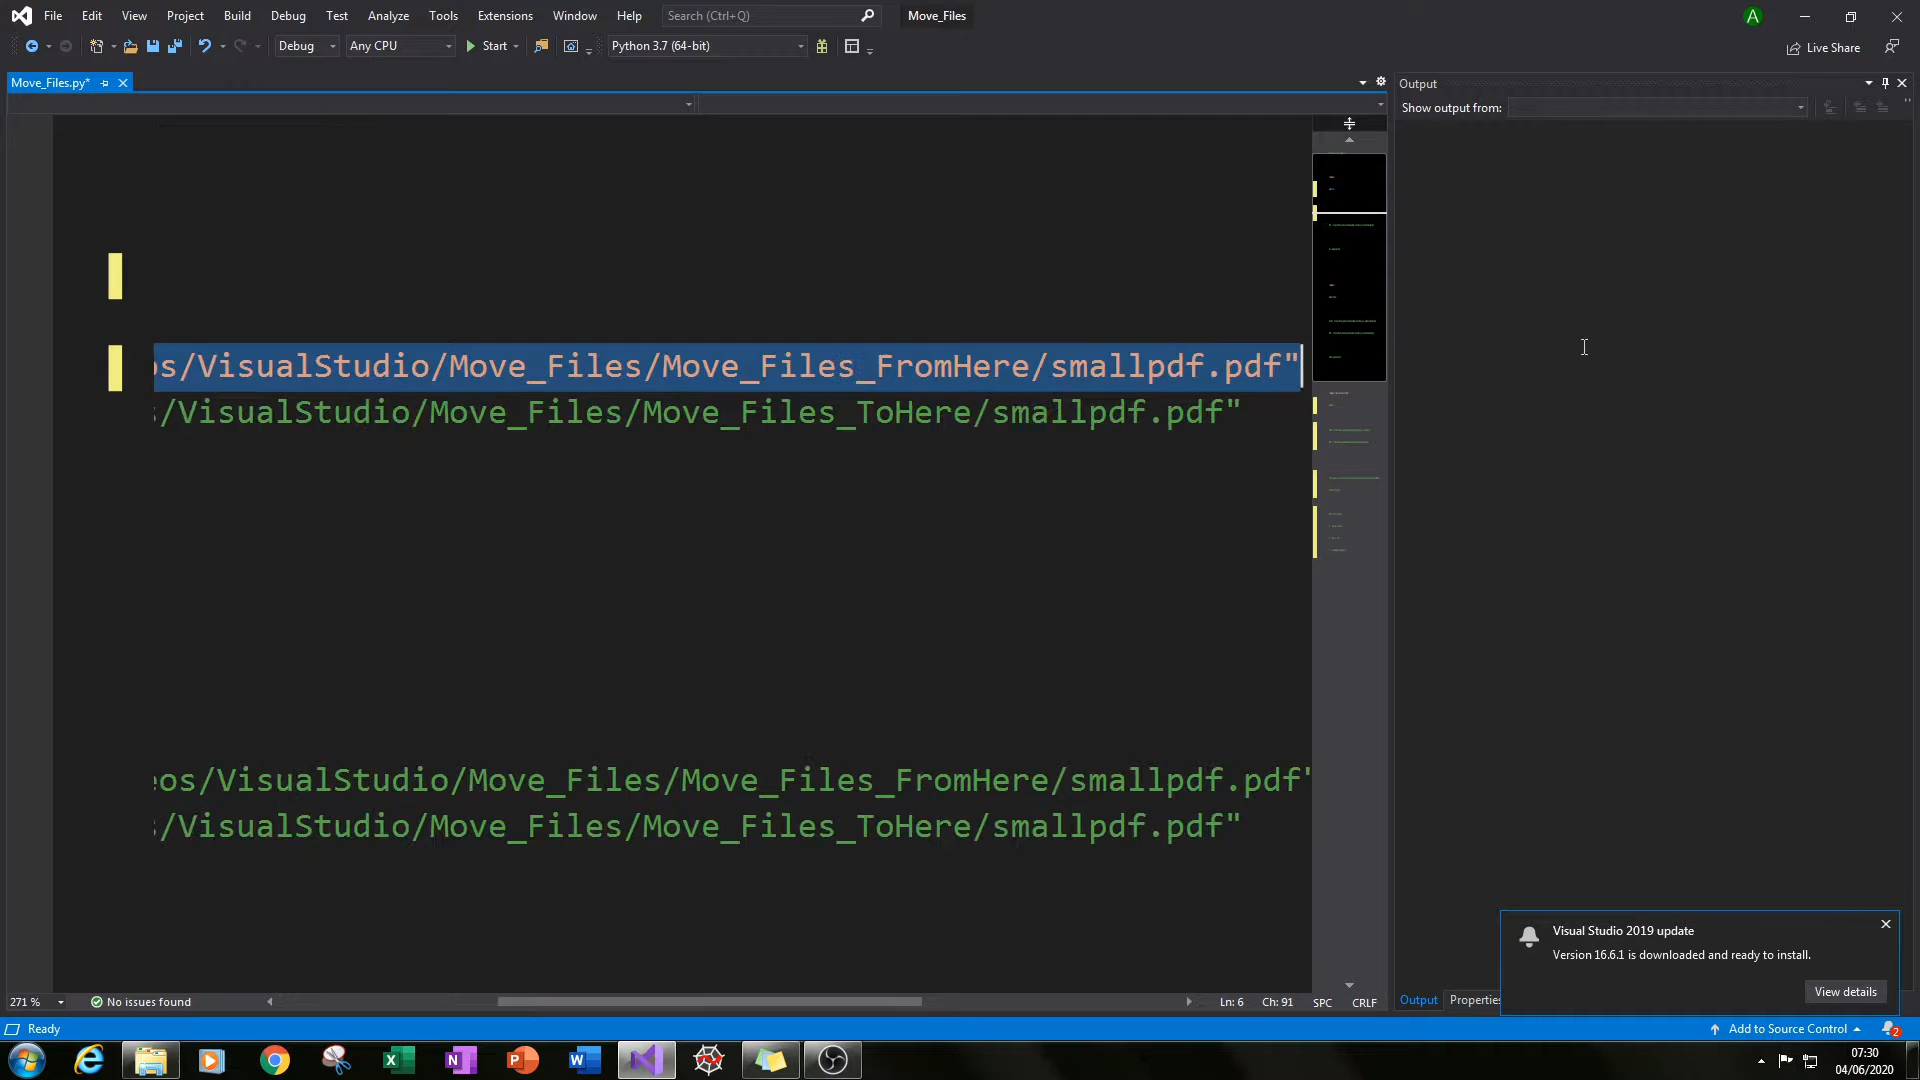 File Edit View Project Build Debug Test Analyze Tools Extensions Window Help Search (Ctrl+Q) Move_Files A
Debug Any CPU Start Python 3.7 (64-bit) Live Share
Move_Files.py* Output
Show output from:
os/VisualStudio/Move_Files/Move_Files_FromHere/smallpdf.pdf"
s/VisualStudio/Move_Files/Move_Files_ToHere/smallpdf.pdf"
eos/VisualStudio/Move_Files/Move_Files_FromHere/smallpdf.pdf"
s/VisualStudio/Move_Files/Move_Files_ToHere/smallpdf.pdf"
Visual Studio 2019 update
Version 16.6.1 is downloaded and ready to install.
View details
271 % No issues found Ln: 6 Ch: 91 SPC CRLF Output Properties
Ready Add to Source Control 2
07:30
04/06/2020